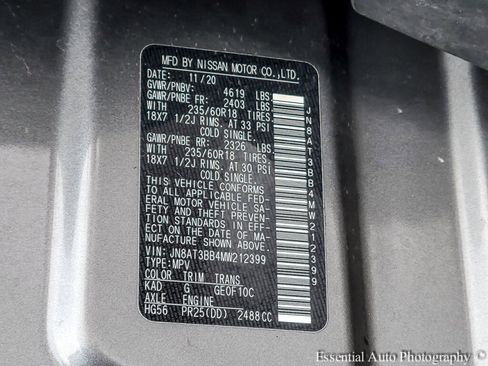 MFD BY NISSAN MOTOR CO.,LTD.
DATE: 11/20
GVWR/PNBV: 4619 LBS
GAWR/PNBE FR: 2403 LBS
WITH 235/60R18 TIRES
18X7 1/2J RIMS. AT 33 PSI
COLD SINGLE.
GAWR/PNBE RR: 2326 LBS
WITH 235/60R18 TIRES,
18X7 1/2J RIMS. AT 30 PSI
COLD SINGLE.
THIS VEHICLE CONFORMS
TO ALL APPLICABLE FED-
ERAL MOTOR VEHICLE SA-
FETY AND THEFT PREVEN-
TION STANDARDS IN EFF-
ECT ON THE DATE OF MA-
NUFACTURE SHOWN ABOVE.
VIN: JN8AT3BB4MW212399
TYPE: MPV
COLOR TRIM TRANS
KAD G GE0F10C
AXLE ENGINE
HG56 PR25(DD) 2488CC
JN8AT3BB4MW212399
Essential Auto Photography ©